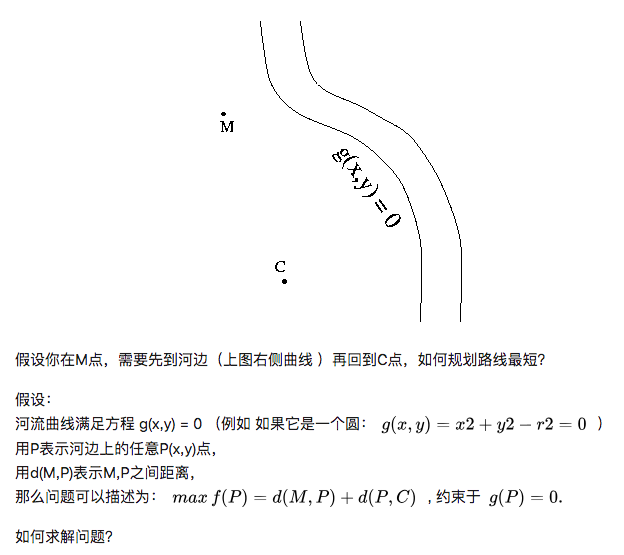 M
g(x,y) = 0
C
假设你在M点，需要先到河边（上图右侧曲线 ）再回到C点，如何规划路线最短?
假设：
河流曲线满足方程 g(x,y) = 0 （例如 如果它是一个圆： g(x, y) = x2 + y2 − r2 = 0 ）
用P表示河边上的任意P(x,y)点，
用d(M,P)表示M,P之间距离，
那么问题可以描述为： max f(P) = d(M, P) + d(P, C) , 约束于 g(P) = 0.
如何求解问题?